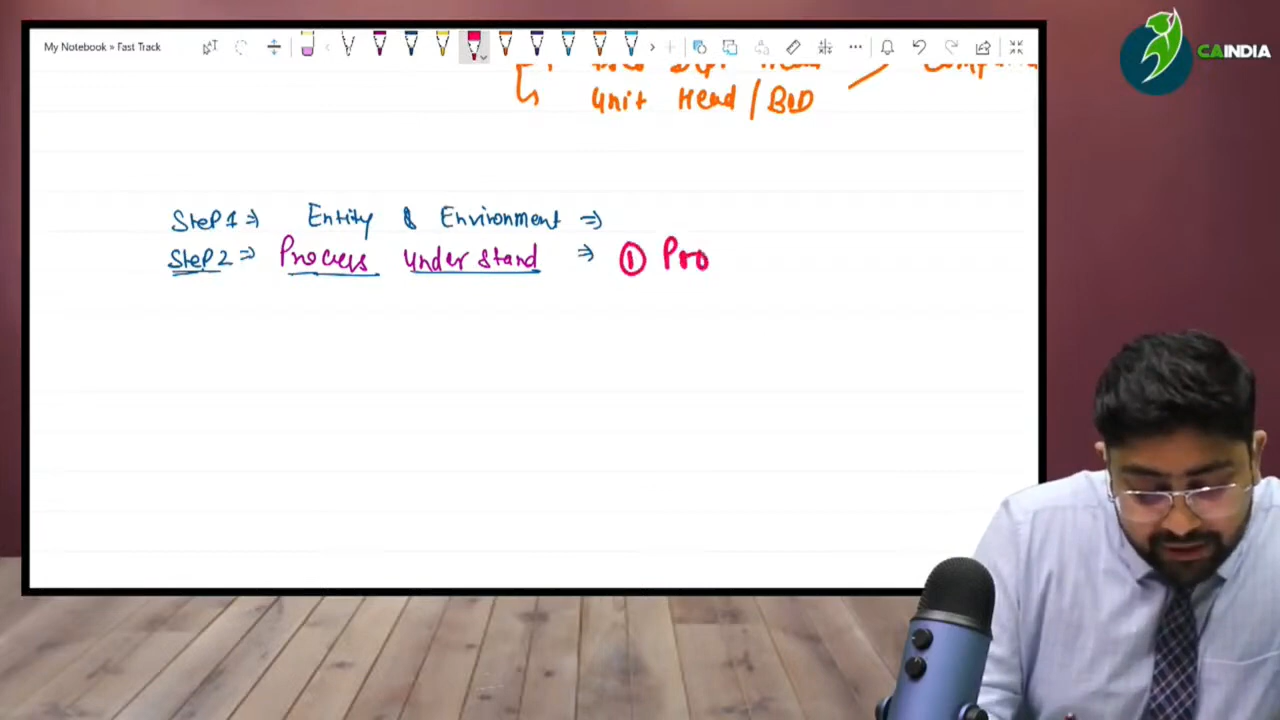 CAINDIA
My Notebook » Fast Track
Unit Head / BOD
Step 1 ⇒ Entity & Environment ⇒
Step 2 ⇒ Process understand ⇒ ① Pro